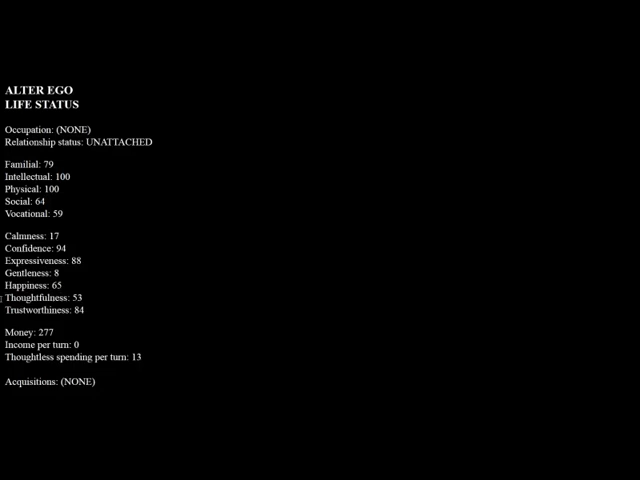 ALTER EGO
LIFE STATUS
Occupation: (NONE)
Relationship status: UNATTACHED
Familial: 79
Intellectual: 100
Physical: 100
Social: 64
Vocational: 59
Calmness: 17
Confidence: 94
Expressiveness: 88
Gentleness: 8
Happiness: 65
Thoughtfulness: 53
Trustworthiness: 84
Money: 277
Income per turn: 0
Thoughtless spending per turn: 13
Acquisitions: (NONE)